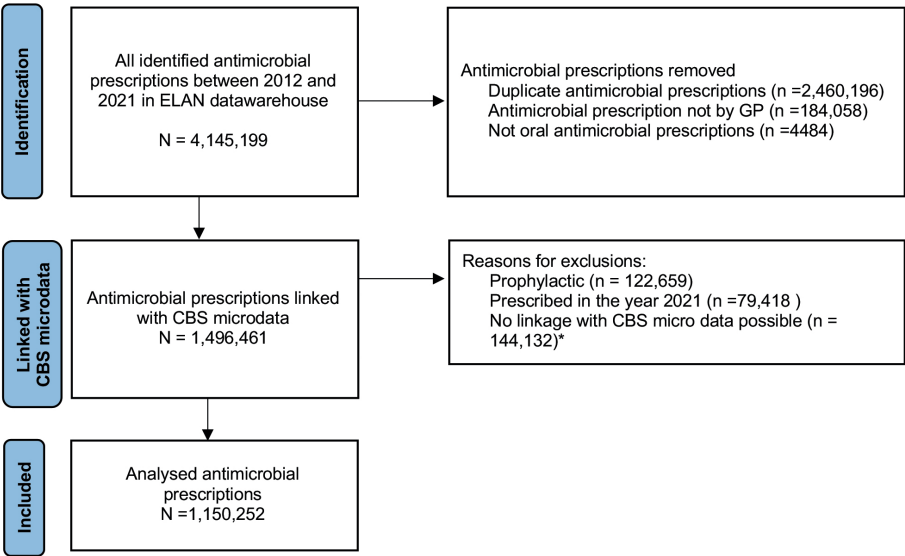 Identification
All identified antimicrobial
prescriptions between 2012 and
2021 in ELAN datawarehouse
N = 4,145,199
Antimicrobial prescriptions removed
Duplicate antimicrobial prescriptions (n =2,460,196)
Antimicrobial prescription not by GP (n =184,058)
Not oral antimicrobial prescriptions (n =4484)
Linked with
CBS microdata
Antimicrobial prescriptions linked
with CBS microdata
N = 1,496,461
Reasons for exclusions:
Prophylactic (n = 122,659)
Prescribed in the year 2021 (n =79,418 )
No linkage with CBS micro data possible (n =
144,132)*
Included
Analysed antimicrobial
prescriptions
N =1,150,252